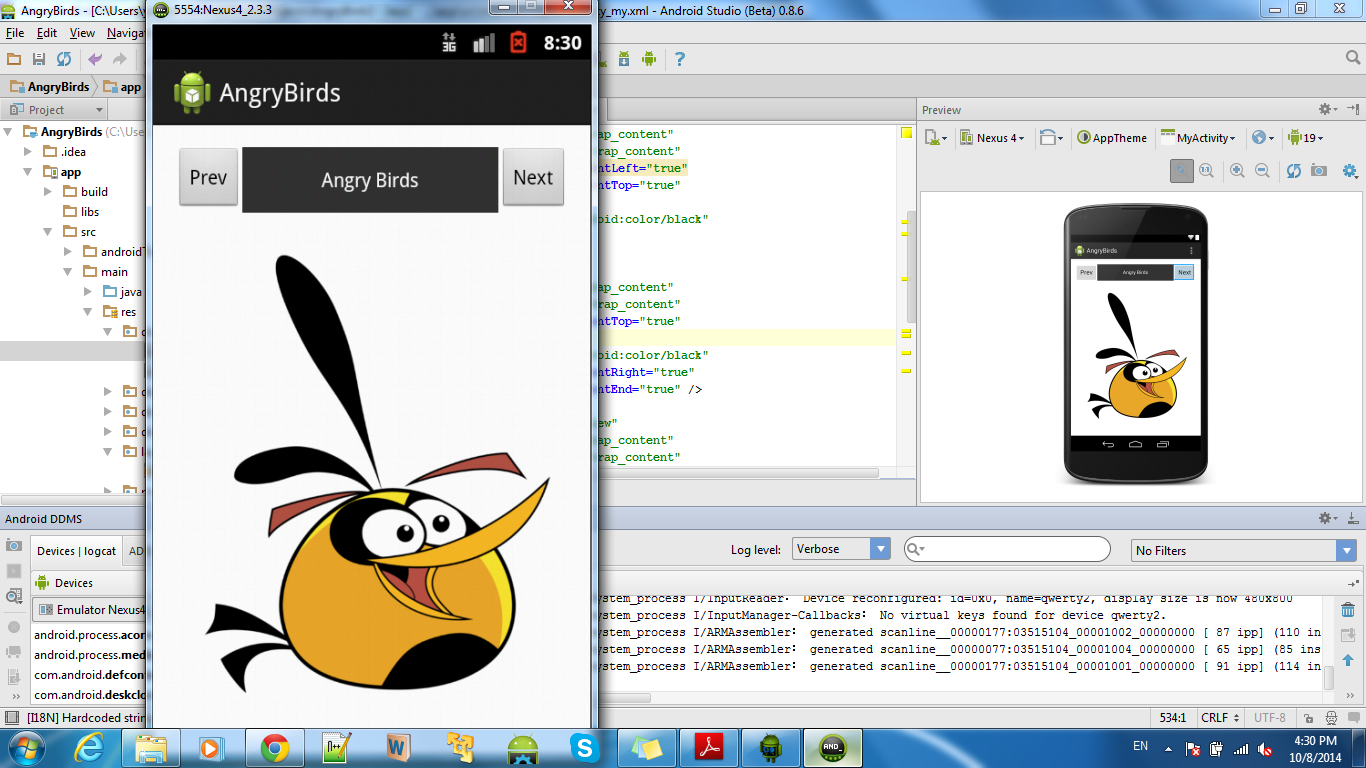 AngryBirds - [C:\Users\
5554:Nexus4_2.3.3
y_my.xml - Android Studio (Beta) 0.8.6
File Edit View Navigat
AngryBirds app
Project
AngryBirds (C:\Use
.idea
app
build
libs
src
androidT
main
java
res
3G 8:30
AngryBirds
Prev
Angry Birds
Next
ap_content"
ap_content"
ntLeft="true"
ntTop="true"
oid:color/black"
ap_content"
ap_content"
ntTop="true"
oid:color/black"
ntRight="true"
ntEnd="true" />
ew"
ap_content"
ap_content"
Preview
Nexus 4 AppTheme MyActivity 19
AngryBirds
Prev Angry Birds Next
Android DDMS
Devices | logcat AD
Log level: Verbose No Filters
Devices
Emulator Nexus4
android.process.acor
android.process.med
com.android.defcon
com.android.deskclo
ystem_process I/InputReader: Device reconfigured: id=0x0, name=qwerty2, display size is now 480x800
ystem_process I/InputManager-Callbacks: No virtual keys found for device qwerty2.
ystem_process I/ARMAssembler: generated scanline__00000177:03515104_00001002_00000000 [ 87 ipp] (110 in
ystem_process I/ARMAssembler: generated scanline__00000177:03515104_00001004_00000000 [ 65 ipp] (85 ins
ystem_process I/ARMAssembler: generated scanline__00000177:03515104_00001001_00000000 [ 91 ipp] (114 in
[I18N] Hardcoded strin
534:1 CRLF UTF-8
EN
4:30 PM
10/8/2014